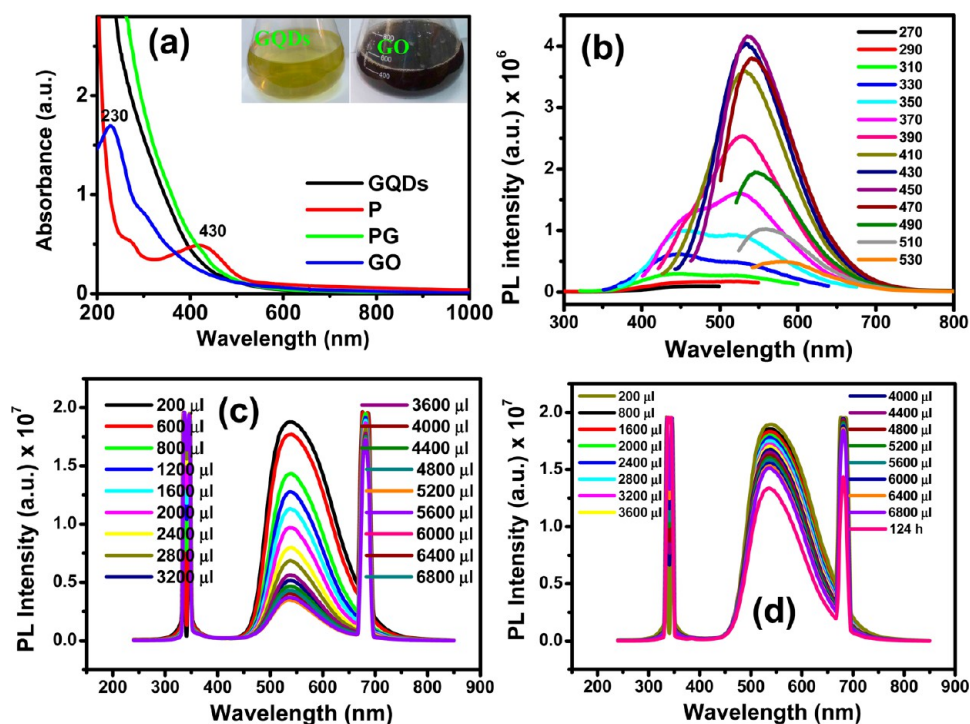 (a)
GQDs
GO
800
600
400
230
430
GQDs
P
PG
GO
Absorbance (a.u.)
2
1
0
200 400 600 800 1000
Wavelength (nm)
(b)
270
290
310
330
350
370
390
410
430
450
470
490
510
530
PL intensity (a.u.) x 10⁶
4
3
2
1
0
300 400 500 600 700 800
Wavelength (nm)
(c)
200 µl
600 µl
800 µl
1200 µl
1600 µl
2000 µl
2400 µl
2800 µl
3200 µl
3600 µl
4000 µl
4400 µl
4800 µl
5200 µl
5600 µl
6000 µl
6400 µl
6800 µl
PL Intensity (a.u.) x 10⁷
2.0
1.5
1.0
0.5
0.0
200 300 400 500 600 700 800 900
Wavelength (nm)
(d)
200 µl
800 µl
1600 µl
2000 µl
2400 µl
2800 µl
3200 µl
3600 µl
4000 µl
4400 µl
4800 µl
5200 µl
5600 µl
6000 µl
6400 µl
6800 µl
124 h
PL Intensity (a.u.) x 10⁷
2.0
1.5
1.0
0.5
0.0
200 300 400 500 600 700 800 900
Wavelength (nm)